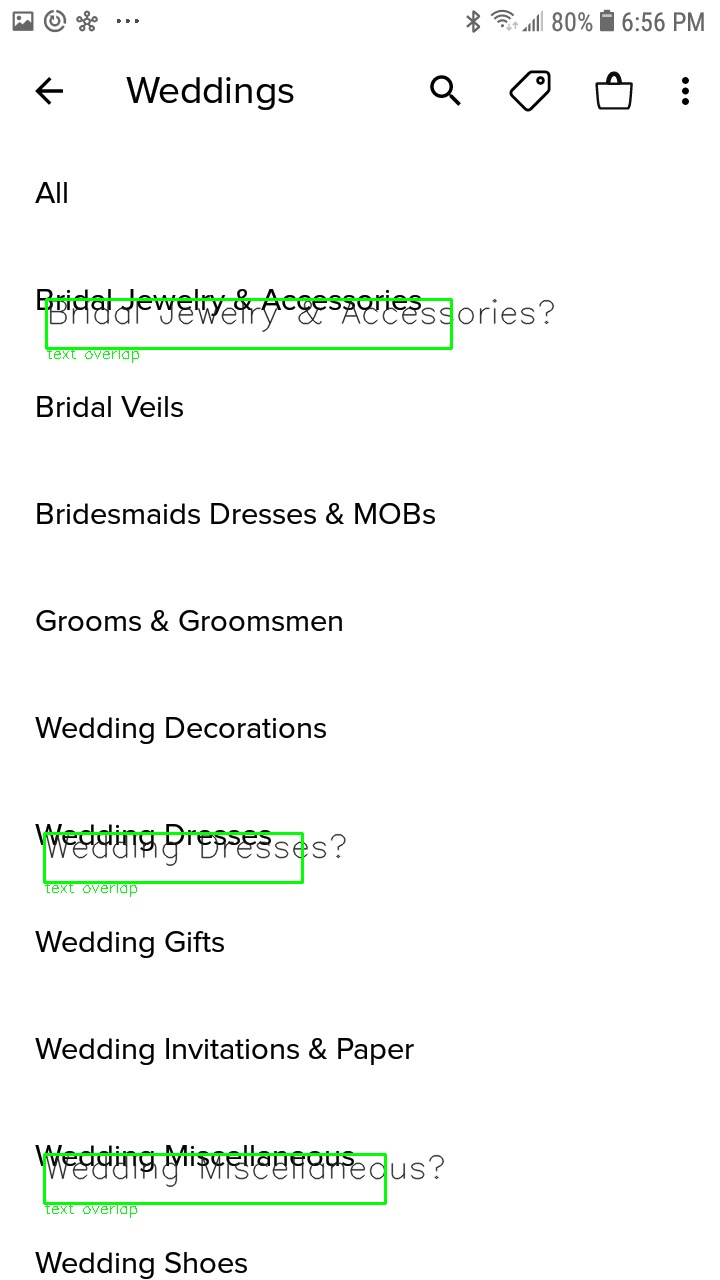 80% 6:56 PM
Weddings
All
Bridal Jewelry & Accessories
Bridal Jewelry & Accessories?
text overlap
Bridal Veils
Bridesmaids Dresses & MOBs
Grooms & Groomsmen
Wedding Decorations
Wedding Dresses
Wedding Dresses?
text overlap
Wedding Gifts
Wedding Invitations & Paper
Wedding Miscellaneous
Wedding Miscellaneous?
text overlap
Wedding Shoes